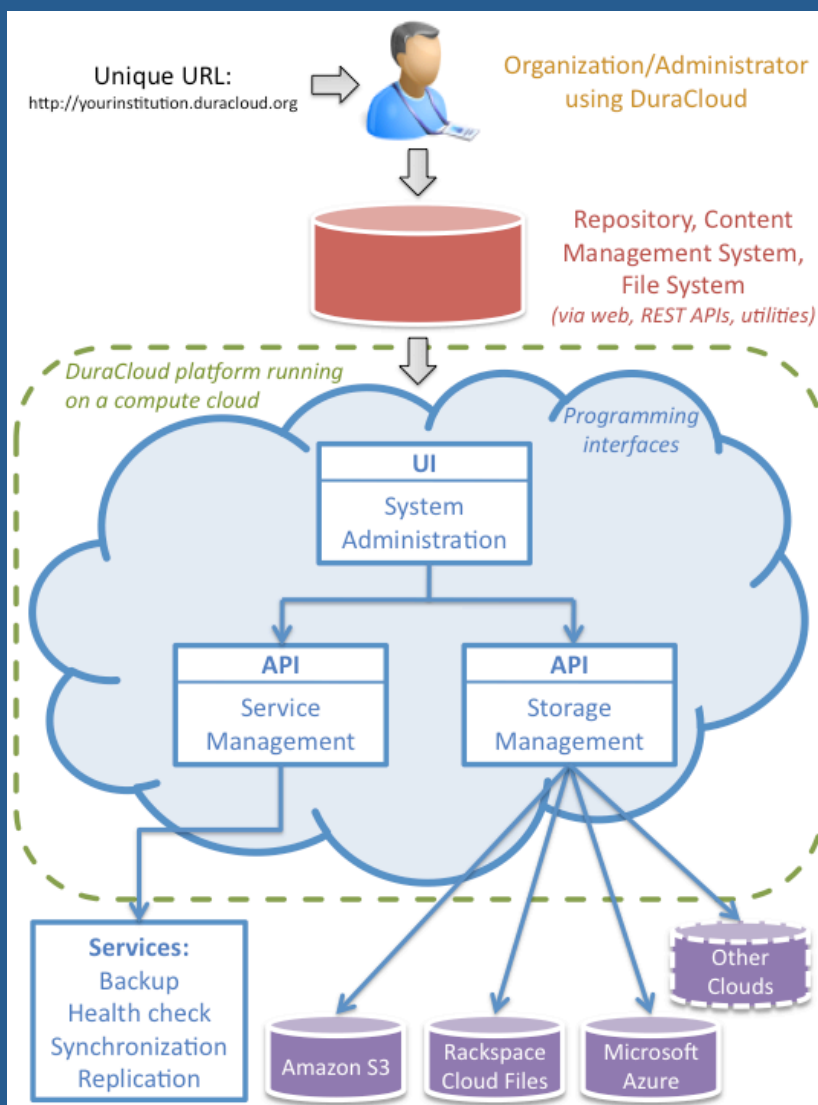 Unique URL:
http://yourinstitution.duracloud.org
Organization/Administrator
using DuraCloud
Repository, Content
Management System,
File System
(via web, REST APIs, utilities)
DuraCloud platform running
on a compute cloud
Programming
interfaces
UI
System
Administration
API
Service
Management
API
Storage
Management
Services:
Backup
Health check
Synchronization
Replication
Amazon S3
Rackspace
Cloud Files
Microsoft
Azure
Other
Clouds